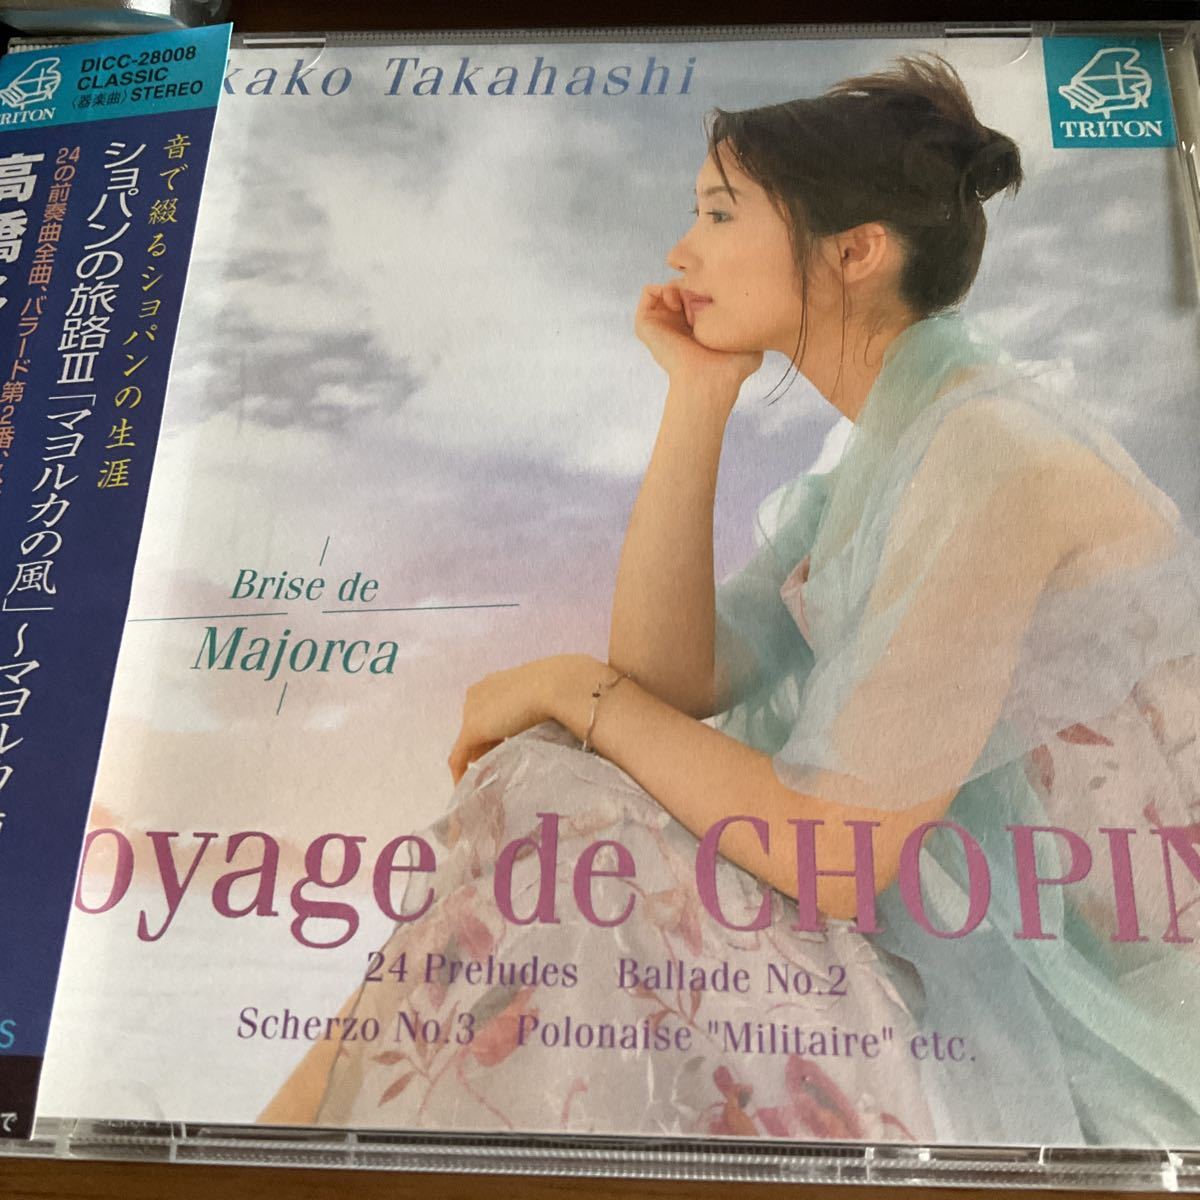 DICC-28008
CLASSIC
〈器楽曲〉STEREO
TRITON
音で綴るショパンの生涯
ショパンの旅路III「マヨルカの風」～マヨルカ
24の前奏曲全曲、バラード第2番、
高橋
で
kako Takahashi
TRITON
Brise de
Majorca
oyage de CHOPIN
24 Preludes Ballade No.2
Scherzo No.3 Polonaise "Militaire" etc.